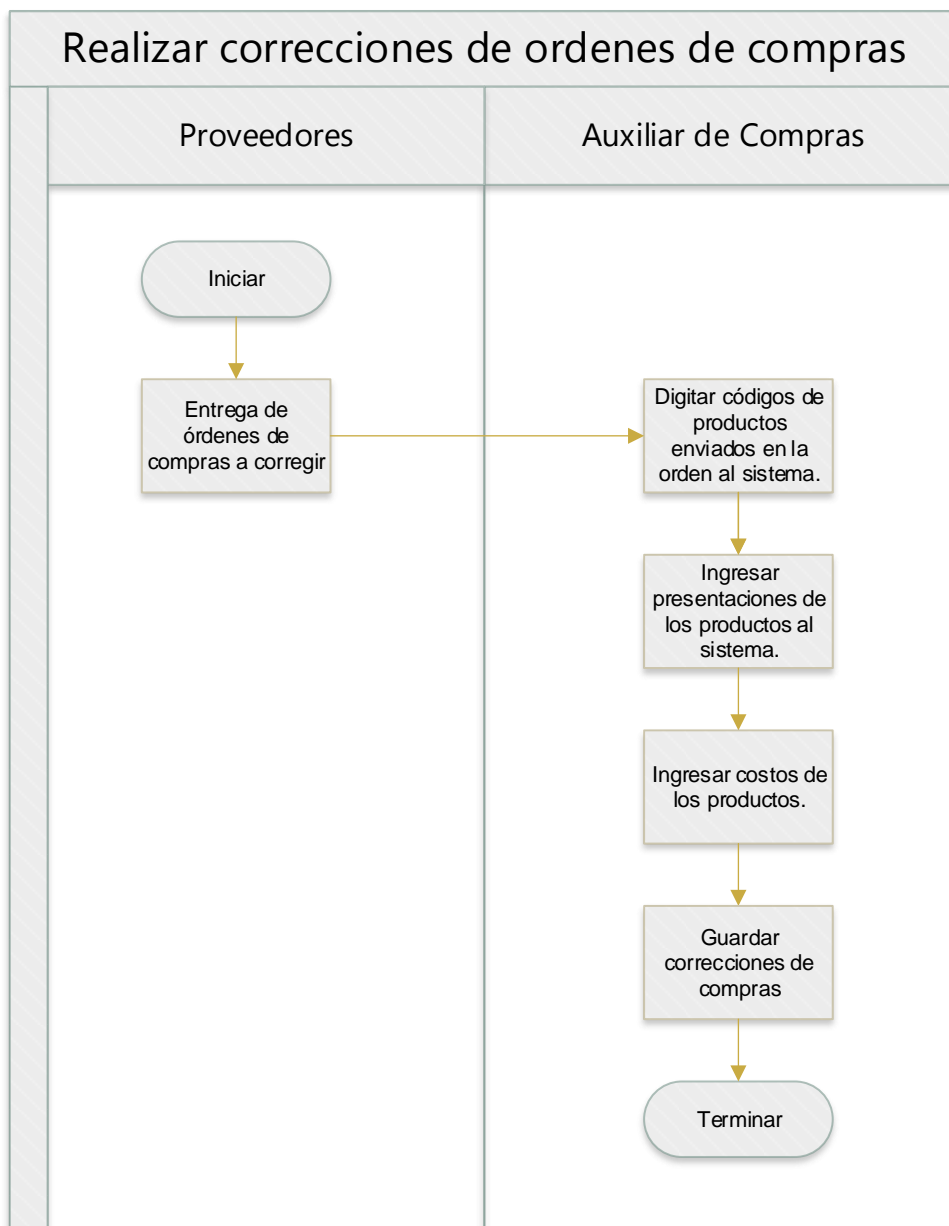 Realizar correcciones de ordenes de compras
Proveedores
Auxiliar de Compras
Iniciar
Entrega de
órdenes de
compras a corregir
Digitar códigos de
productos
enviados en la
orden al sistema.
Ingresar
presentaciones de
los productos al
sistema.
Ingresar costos de
los productos.
Guardar
correcciones de
compras
Terminar